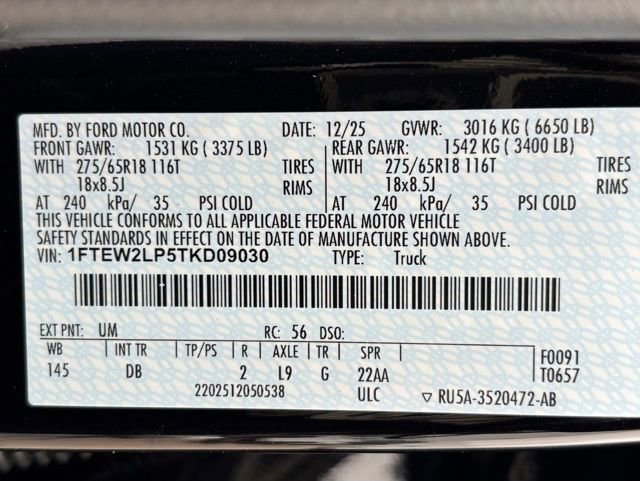 MFD. BY FORD MOTOR CO. DATE: 12/25 GVWR: 3016 KG ( 6650 LB)
FRONT GAWR: 1531 KG ( 3375 LB) REAR GAWR: 1542 KG ( 3400 LB)
WITH 275/65R18 116T TIRES WITH 275/65R18 116T TIRES
18x8.5J RIMS 18x8.5J RIMS
AT 240 kPa/ 35 PSI COLD AT 240 kPa/ 35 PSI COLD
THIS VEHICLE CONFORMS TO ALL APPLICABLE FEDERAL MOTOR VEHICLE
SAFETY STANDARDS IN EFFECT ON THE DATE OF MANUFACTURE SHOWN ABOVE.
VIN: 1FTEW2LP5TKD09030 TYPE: Truck
EXT PNT: UM RC: 56 DSO:
WB INT TR TP/PS R AXLE TR SPR F0091
145 DB 2 L9 G 22AA T0657
2202512050538 ULC ▽ RU5A-3520472-AB